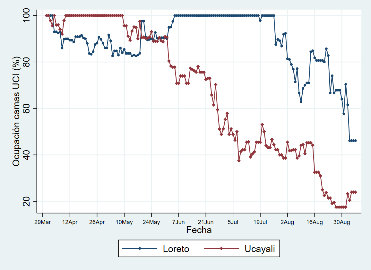 Ocupación camas UCI (%)
100
80
60
40
20
29Mar 12Apr 26Apr 10May 24May 7Jun 21Jun 5Jul 19Jul 2Aug 16Aug 30Aug
Fecha
Loreto Ucayali